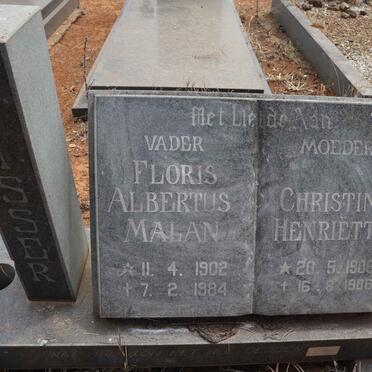 Met Liefde Aan
VADER
FLORIS
ALBERTUS
MALAN
* 11. 4. 1902
+ 7. 2. 1984
MOEDER
CHRISTIN
HENRIETT
* 20. 5. 190
+ 16. 8. 198
SSER